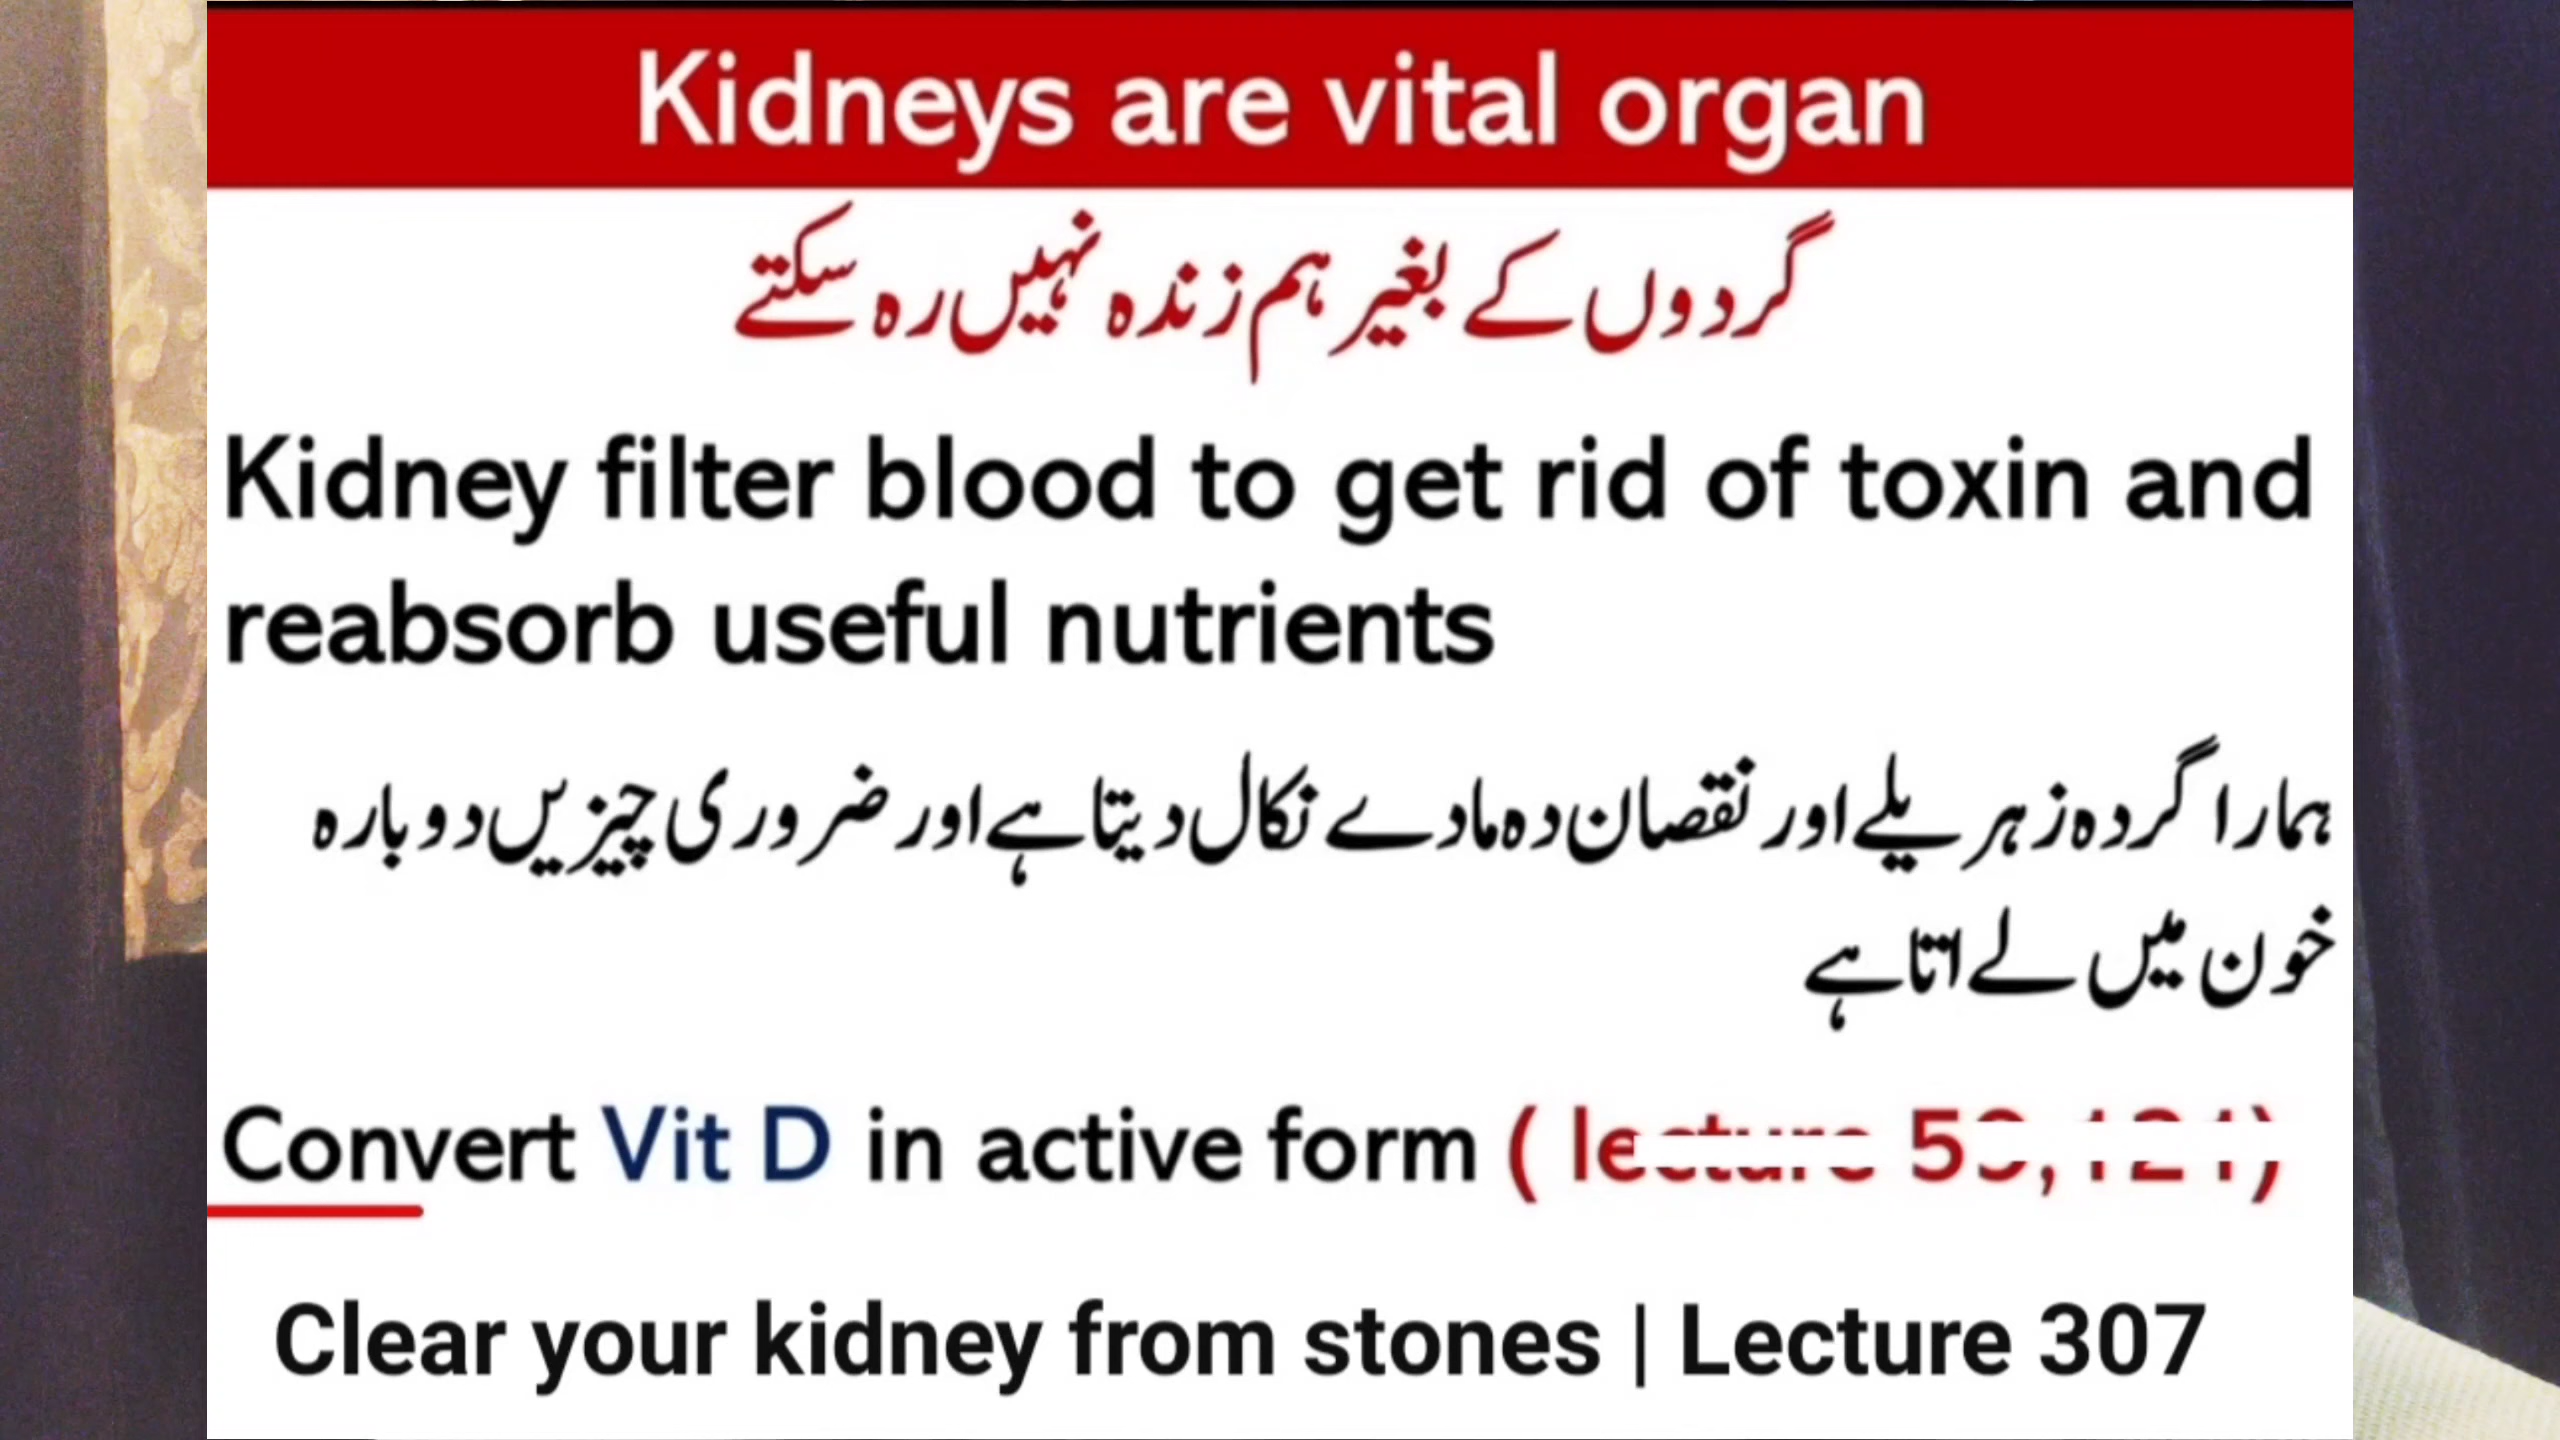 Kidneys are vital organ
گردوں کے بغیر ہم زندہ نہیں رہ سکتے
Kidney filter blood to get rid of toxin and
reabsorb useful nutrients
ہمارا گردہ زہریلے اور نقصان دہ مادے نکال دیتا ہے اور ضروری چیزیں دوبارہ
خون میں لے اتا ہے
Convert Vit D in active form ( lecture
Clear your kidney from stones | Lecture 307